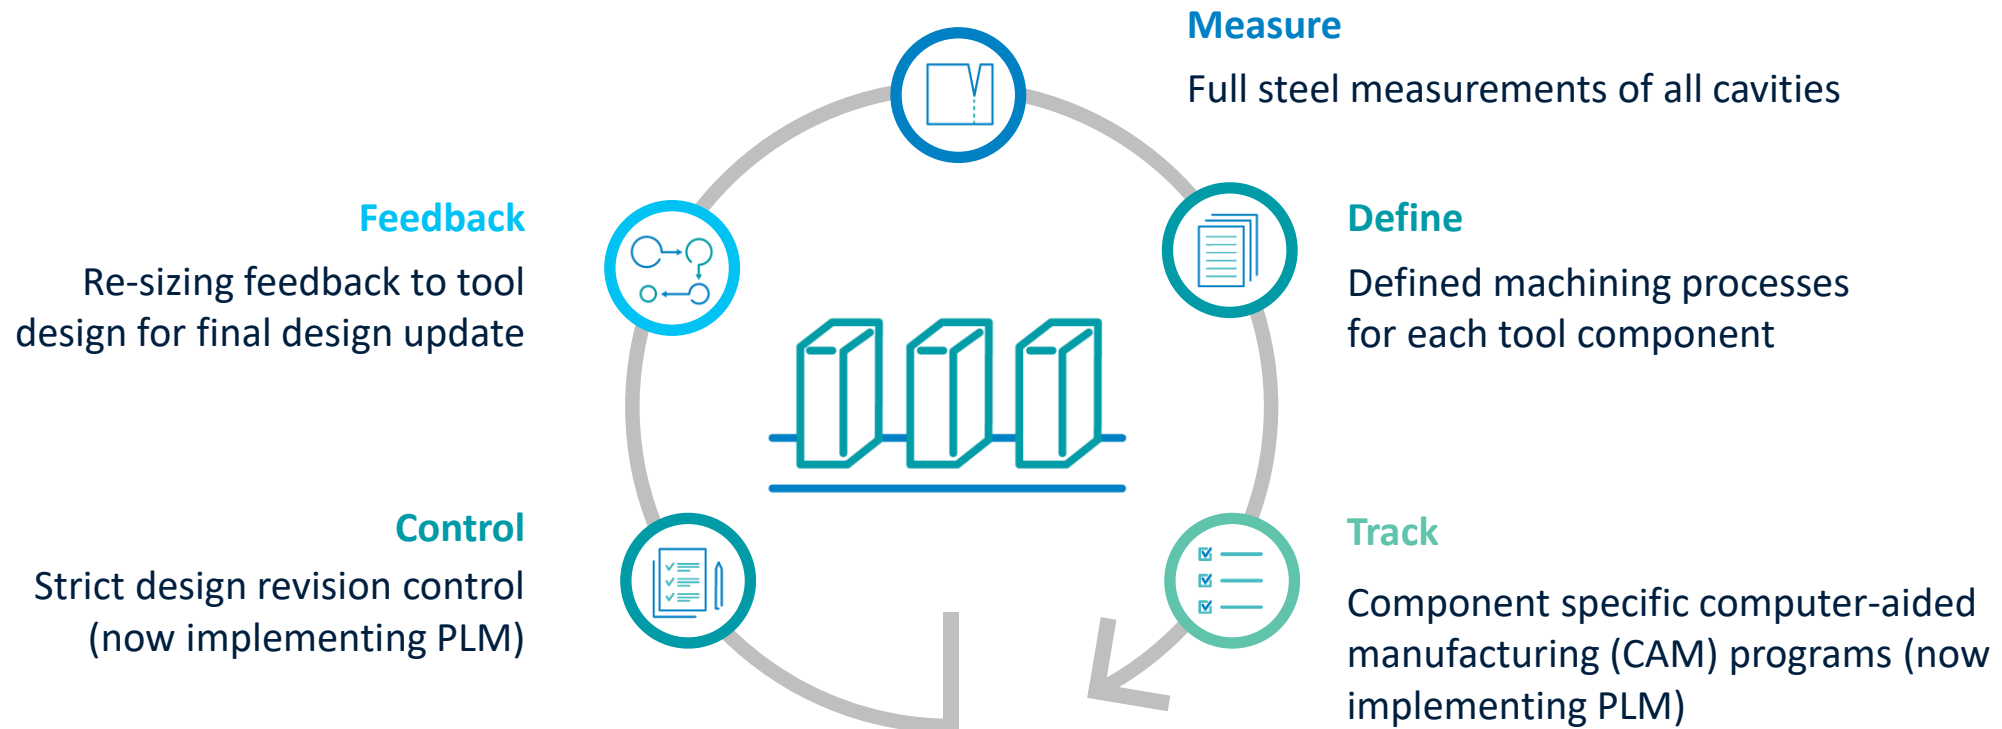 Measure
Full steel measurements of all cavities
Feedback
Re-sizing feedback to tool
design for final design update
Define
Defined machining processes
for each tool component
Control
Strict design revision control
(now implementing PLM)
Track
Component specific computer-aided
manufacturing (CAM) programs (now
implementing PLM)